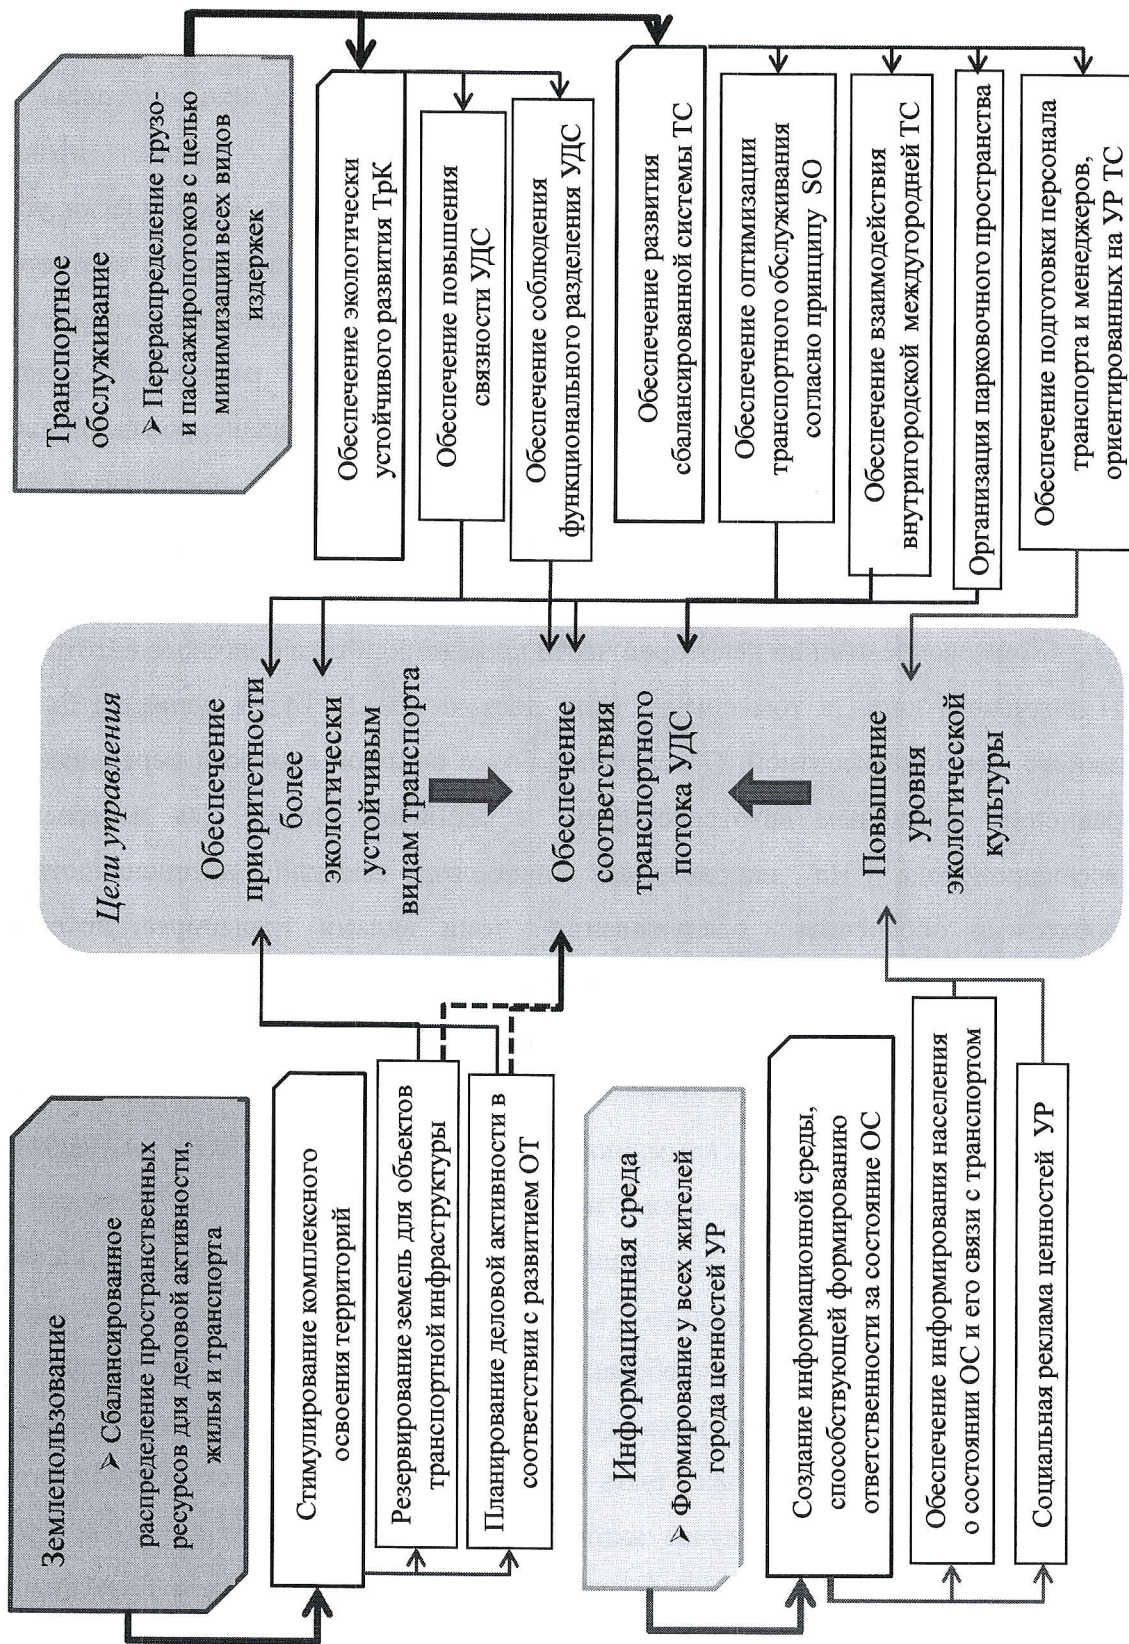 Землепользование
➢ Сбалансированное
распределение пространственных
ресурсов для деловой активности,
жилья и транспорта
Стимулирование комплексного
освоения территорий
Резервирование земель для объектов
транспортной инфраструктуры
Планирование деловой активности в
соответствии с развитием ОТ
Информационная среда
➢ Формирование у всех жителей
города ценностей УР
Создание информационной среды,
способствующей формированию
ответственности за состояние ОС
Обеспечение информирования населения
о состоянии ОС и его связи с транспортом
Социальная реклама ценностей УР
Цели управления
Обеспечение
приоритетности
более
экологически
устойчивым
видам транспорта
Обеспечение
соответствия
транспортного
потока УДС
Повышение
уровня
экологической
культуры
Транспортное
обслуживание
➢ Перераспределение грузо-
и пассажиропотоков с целью
минимизации всех видов
издержек
Обеспечение экологически
устойчивого развития ТрК
Обеспечение повышения
связности УДС
Обеспечение соблюдения
функционального разделения УДС
Обеспечение развития
сбалансированной системы ТС
Обеспечение оптимизации
транспортного обслуживания
согласно принципу SO
Обеспечение взаимодействия
внутригородской междугородней ТС
Организация парковочного пространства
Обеспечение подготовки персонала
транспорта и менеджеров,
ориентированных на УР ТС